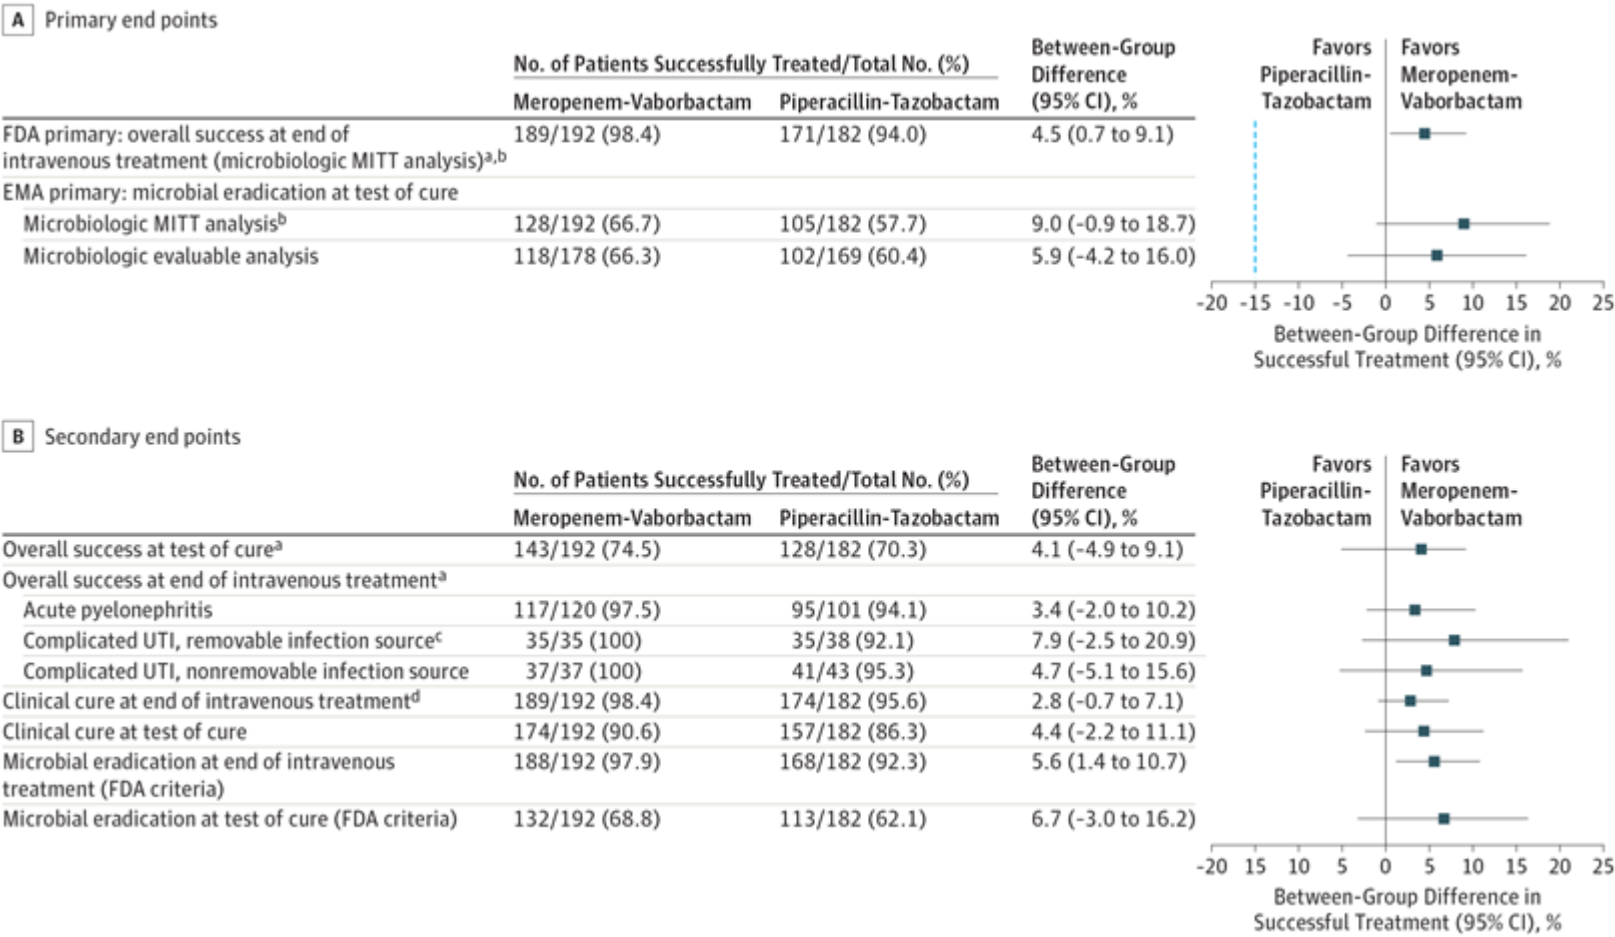 A Primary end points
No. of Patients Successfully Treated/Total No. (%)
Between-Group Difference (95% CI), %
Favors Piperacillin-Tazobactam
Favors Meropenem-Vaborbactam
Meropenem-Vaborbactam Piperacillin-Tazobactam
FDA primary: overall success at end of
intravenous treatment (microbiologic MITT analysis)a,b 189/192 (98.4) 171/182 (94.0) 4.5 (0.7 to 9.1)
EMA primary: microbial eradication at test of cure
Microbiologic MITT analysisb 128/192 (66.7) 105/182 (57.7) 9.0 (-0.9 to 18.7)
Microbiologic evaluable analysis 118/178 (66.3) 102/169 (60.4) 5.9 (-4.2 to 16.0)
-20 -15 -10 -5 0 5 10 15 20 25
Between-Group Difference in
Successful Treatment (95% CI), %
B Secondary end points
No. of Patients Successfully Treated/Total No. (%)
Between-Group Difference (95% CI), %
Favors Piperacillin-Tazobactam
Favors Meropenem-Vaborbactam
Meropenem-Vaborbactam Piperacillin-Tazobactam
Overall success at test of curea 143/192 (74.5) 128/182 (70.3) 4.1 (-4.9 to 9.1)
Overall success at end of intravenous treatmenta
Acute pyelonephritis 117/120 (97.5) 95/101 (94.1) 3.4 (-2.0 to 10.2)
Complicated UTI, removable infection sourcec 35/35 (100) 35/38 (92.1) 7.9 (-2.5 to 20.9)
Complicated UTI, nonremovable infection source 37/37 (100) 41/43 (95.3) 4.7 (-5.1 to 15.6)
Clinical cure at end of intravenous treatmentd 189/192 (98.4) 174/182 (95.6) 2.8 (-0.7 to 7.1)
Clinical cure at test of cure 174/192 (90.6) 157/182 (86.3) 4.4 (-2.2 to 11.1)
Microbial eradication at end of intravenous
treatment (FDA criteria) 188/192 (97.9) 168/182 (92.3) 5.6 (1.4 to 10.7)
Microbial eradication at test of cure (FDA criteria) 132/192 (68.8) 113/182 (62.1) 6.7 (-3.0 to 16.2)
-20 15 10 5 0 5 10 15 20 25
Between-Group Difference in
Successful Treatment (95% CI), %